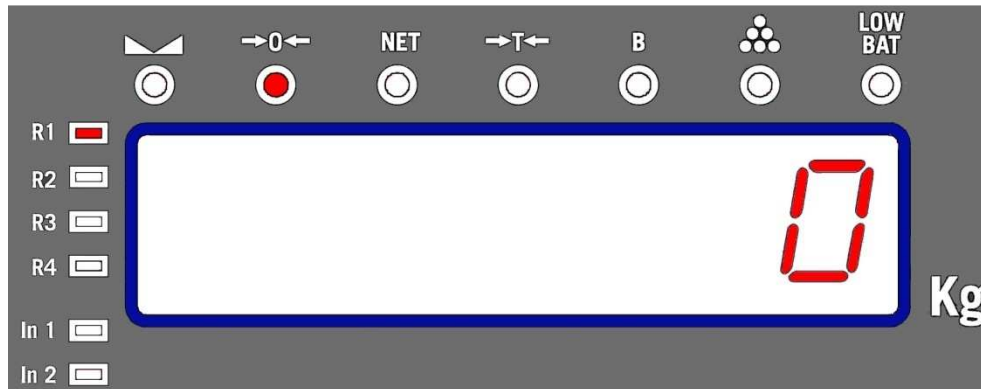 →0← NET →T← B LOW BAT
R1
R2
R3
R4
0
Kg
In 1
In 2